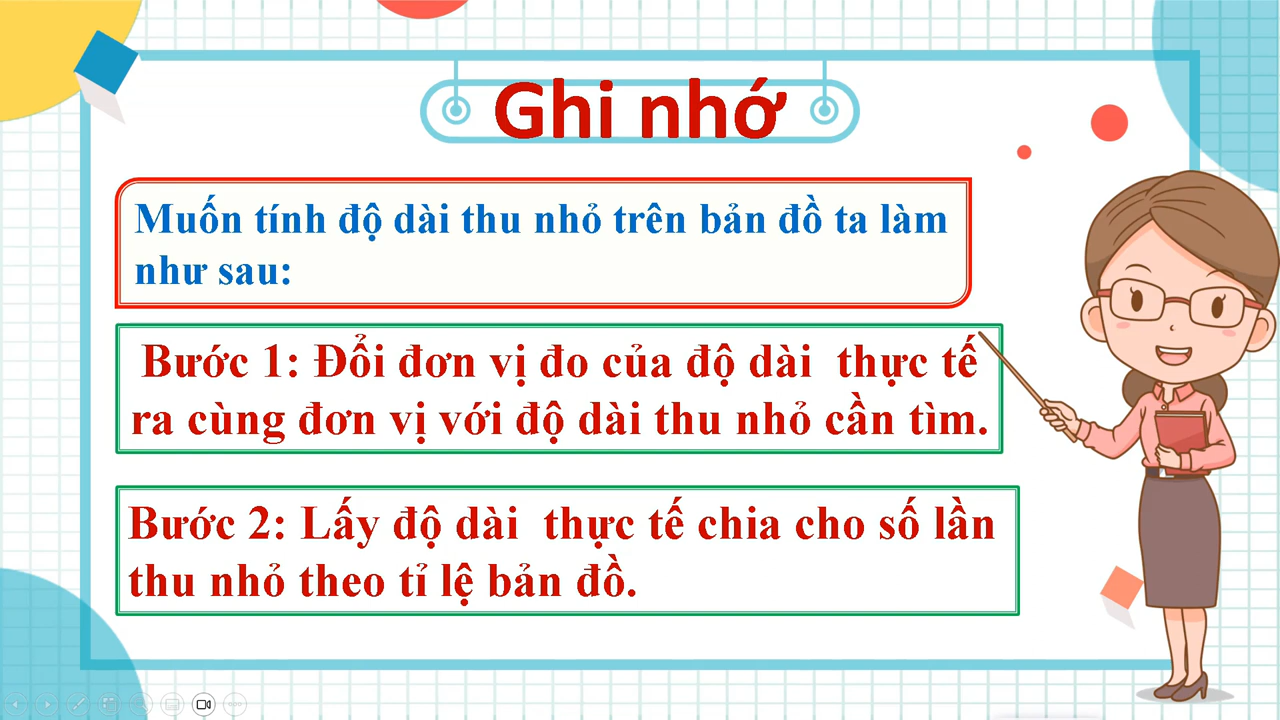 Ghi nhớ
Muốn tính độ dài thu nhỏ trên bản đồ ta làm
như sau:
Bước 1: Đổi đơn vị đo của độ dài thực tế
ra cùng đơn vị với độ dài thu nhỏ cần tìm.
Bước 2: Lấy độ dài thực tế chia cho số lần
thu nhỏ theo tỉ lệ bản đồ.